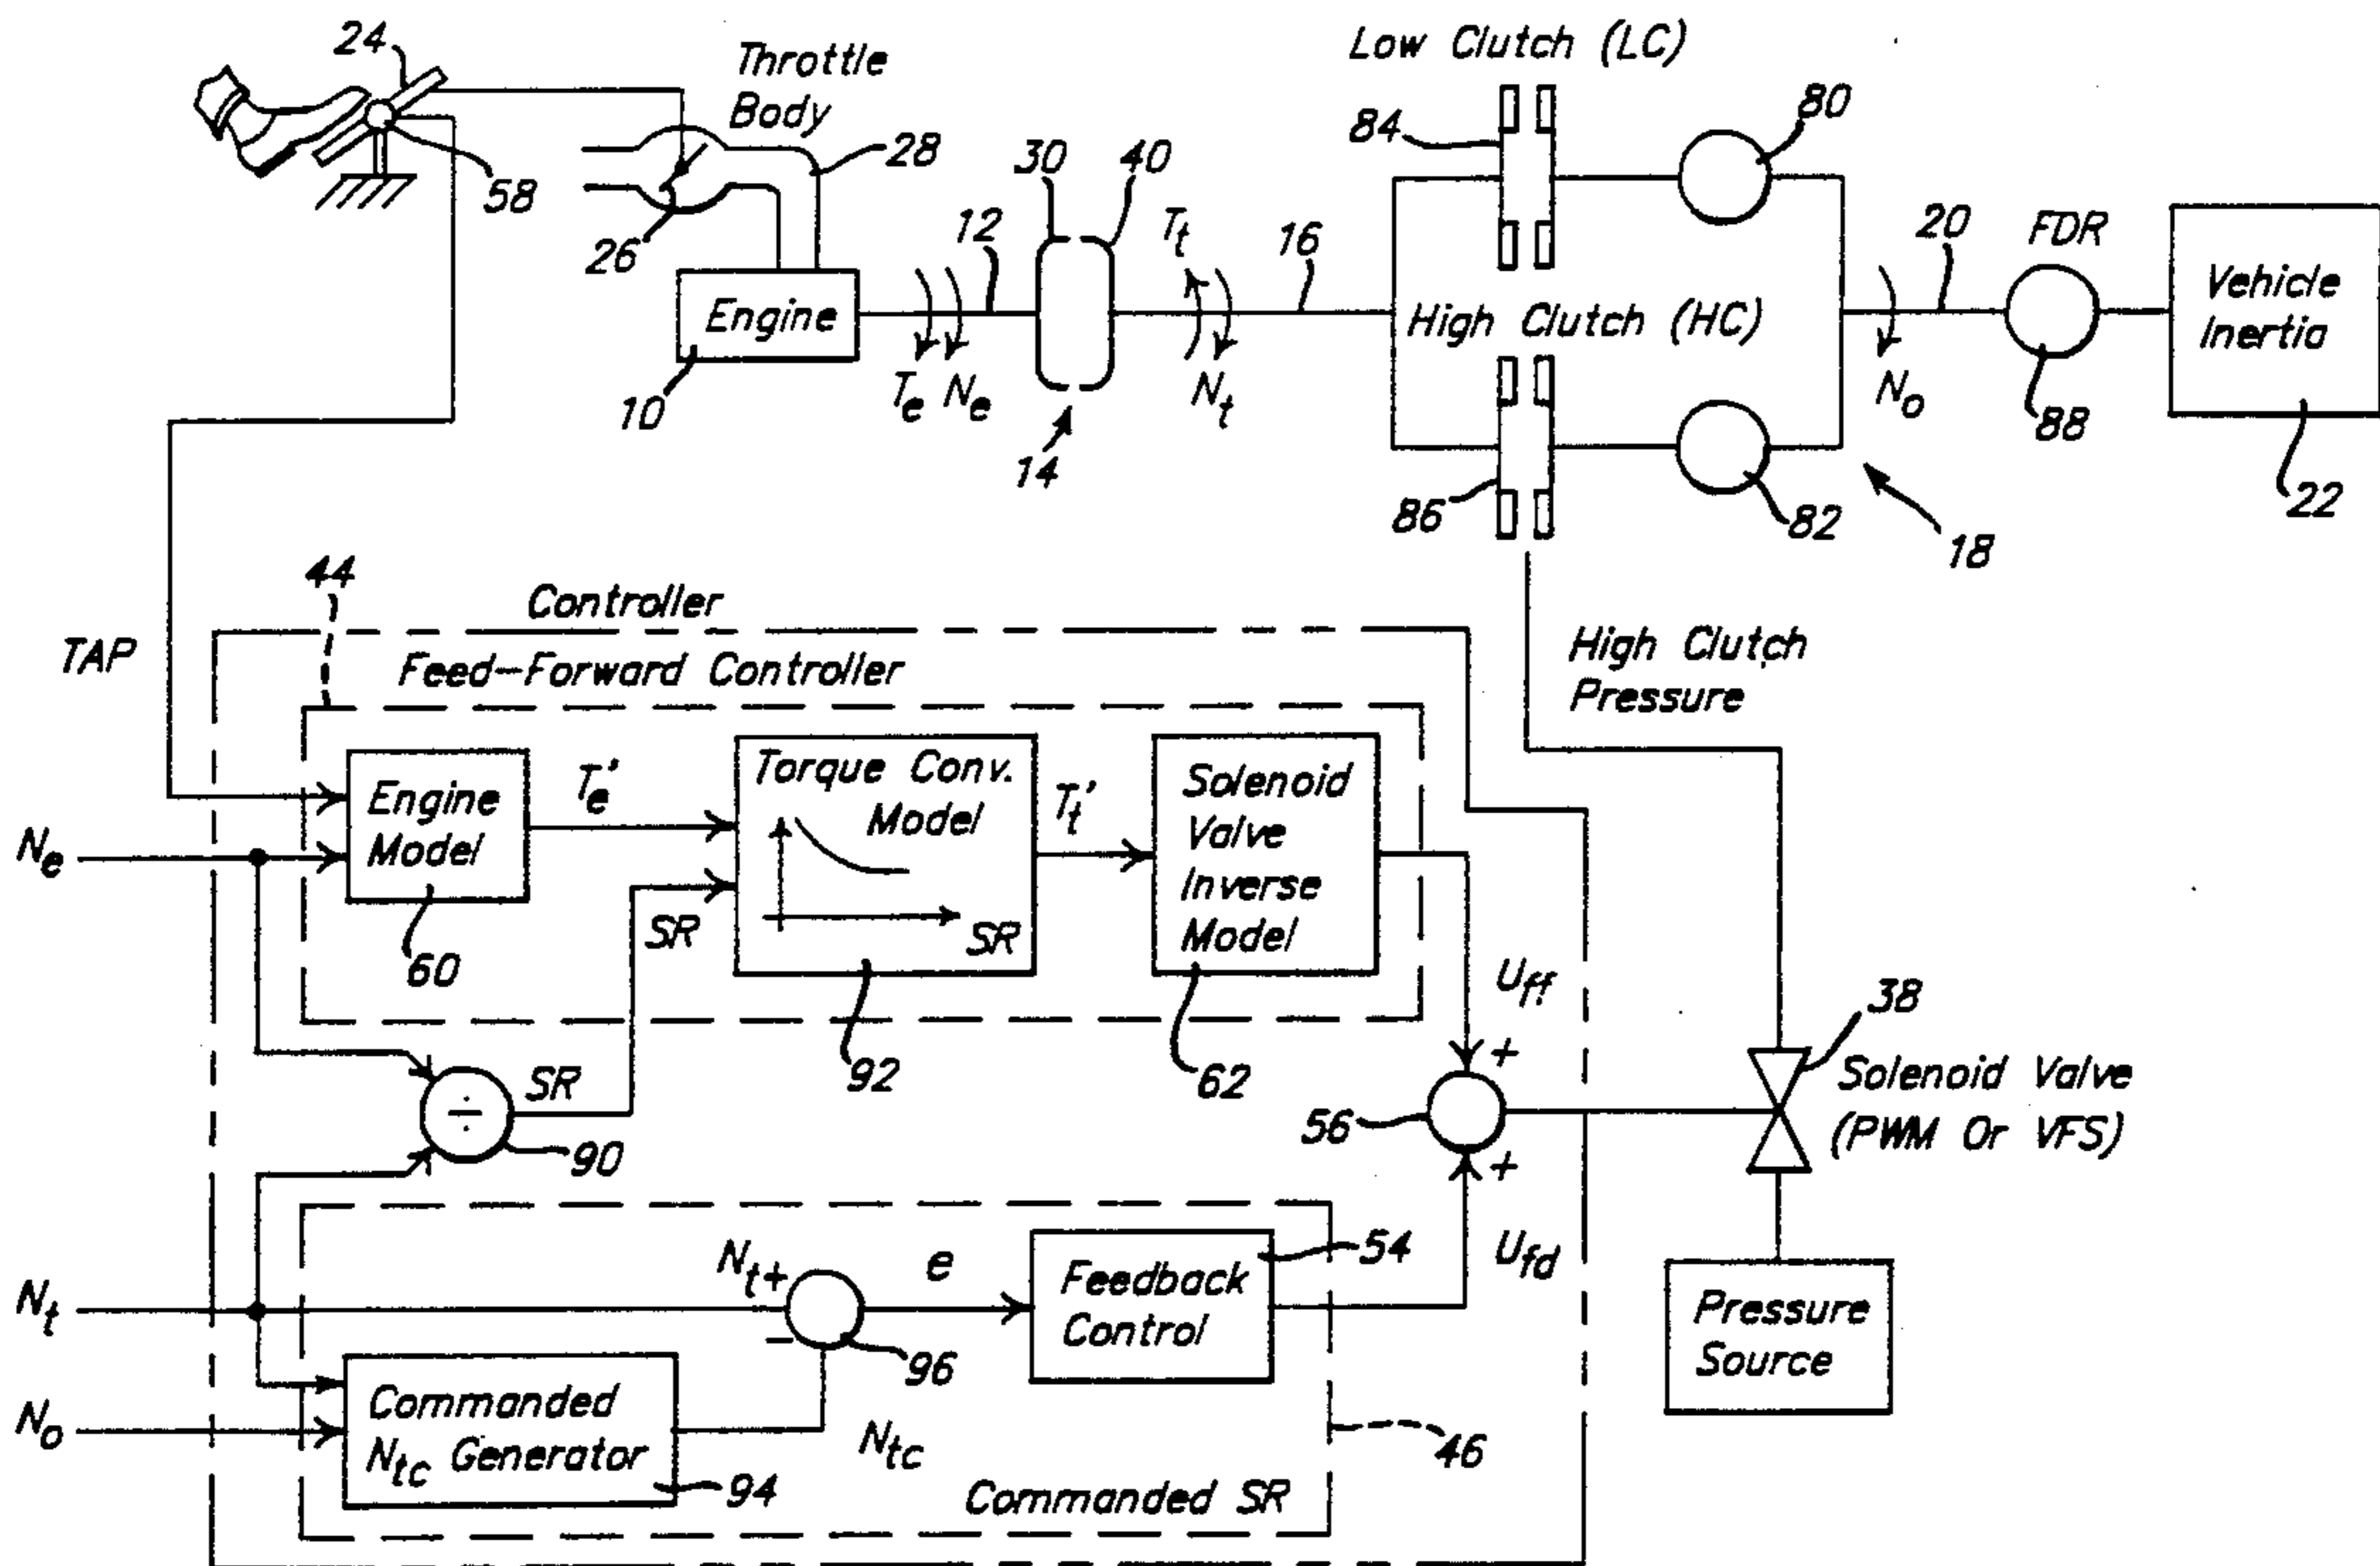 24
58
Throttle
Body
28
26
Engine
10
12
Te Ne
30
40
14
Tt
Nt
16
Low Clutch (LC)
84
80
High Clutch (HC)
86
82
18
No
20
FDR
88
Vehicle
Inertia
22
TAP
44
Controller
Feed-Forward Controller
High Clutch
Pressure
Ne
Engine
Model
60
Te'
SR
Torque Conv.
Model
SR
92
Tt'
Solenoid
Valve
Inverse
Model
62
Uff
+
÷
SR
90
56
+
38
Solenoid Valve
(PWM Or VFS)
Nt
Nt+
−
96
e
Feedback
Control
54
Ufd
Pressure
Source
No
Commanded
Ntc Generator
94
Ntc
46
Commanded SR